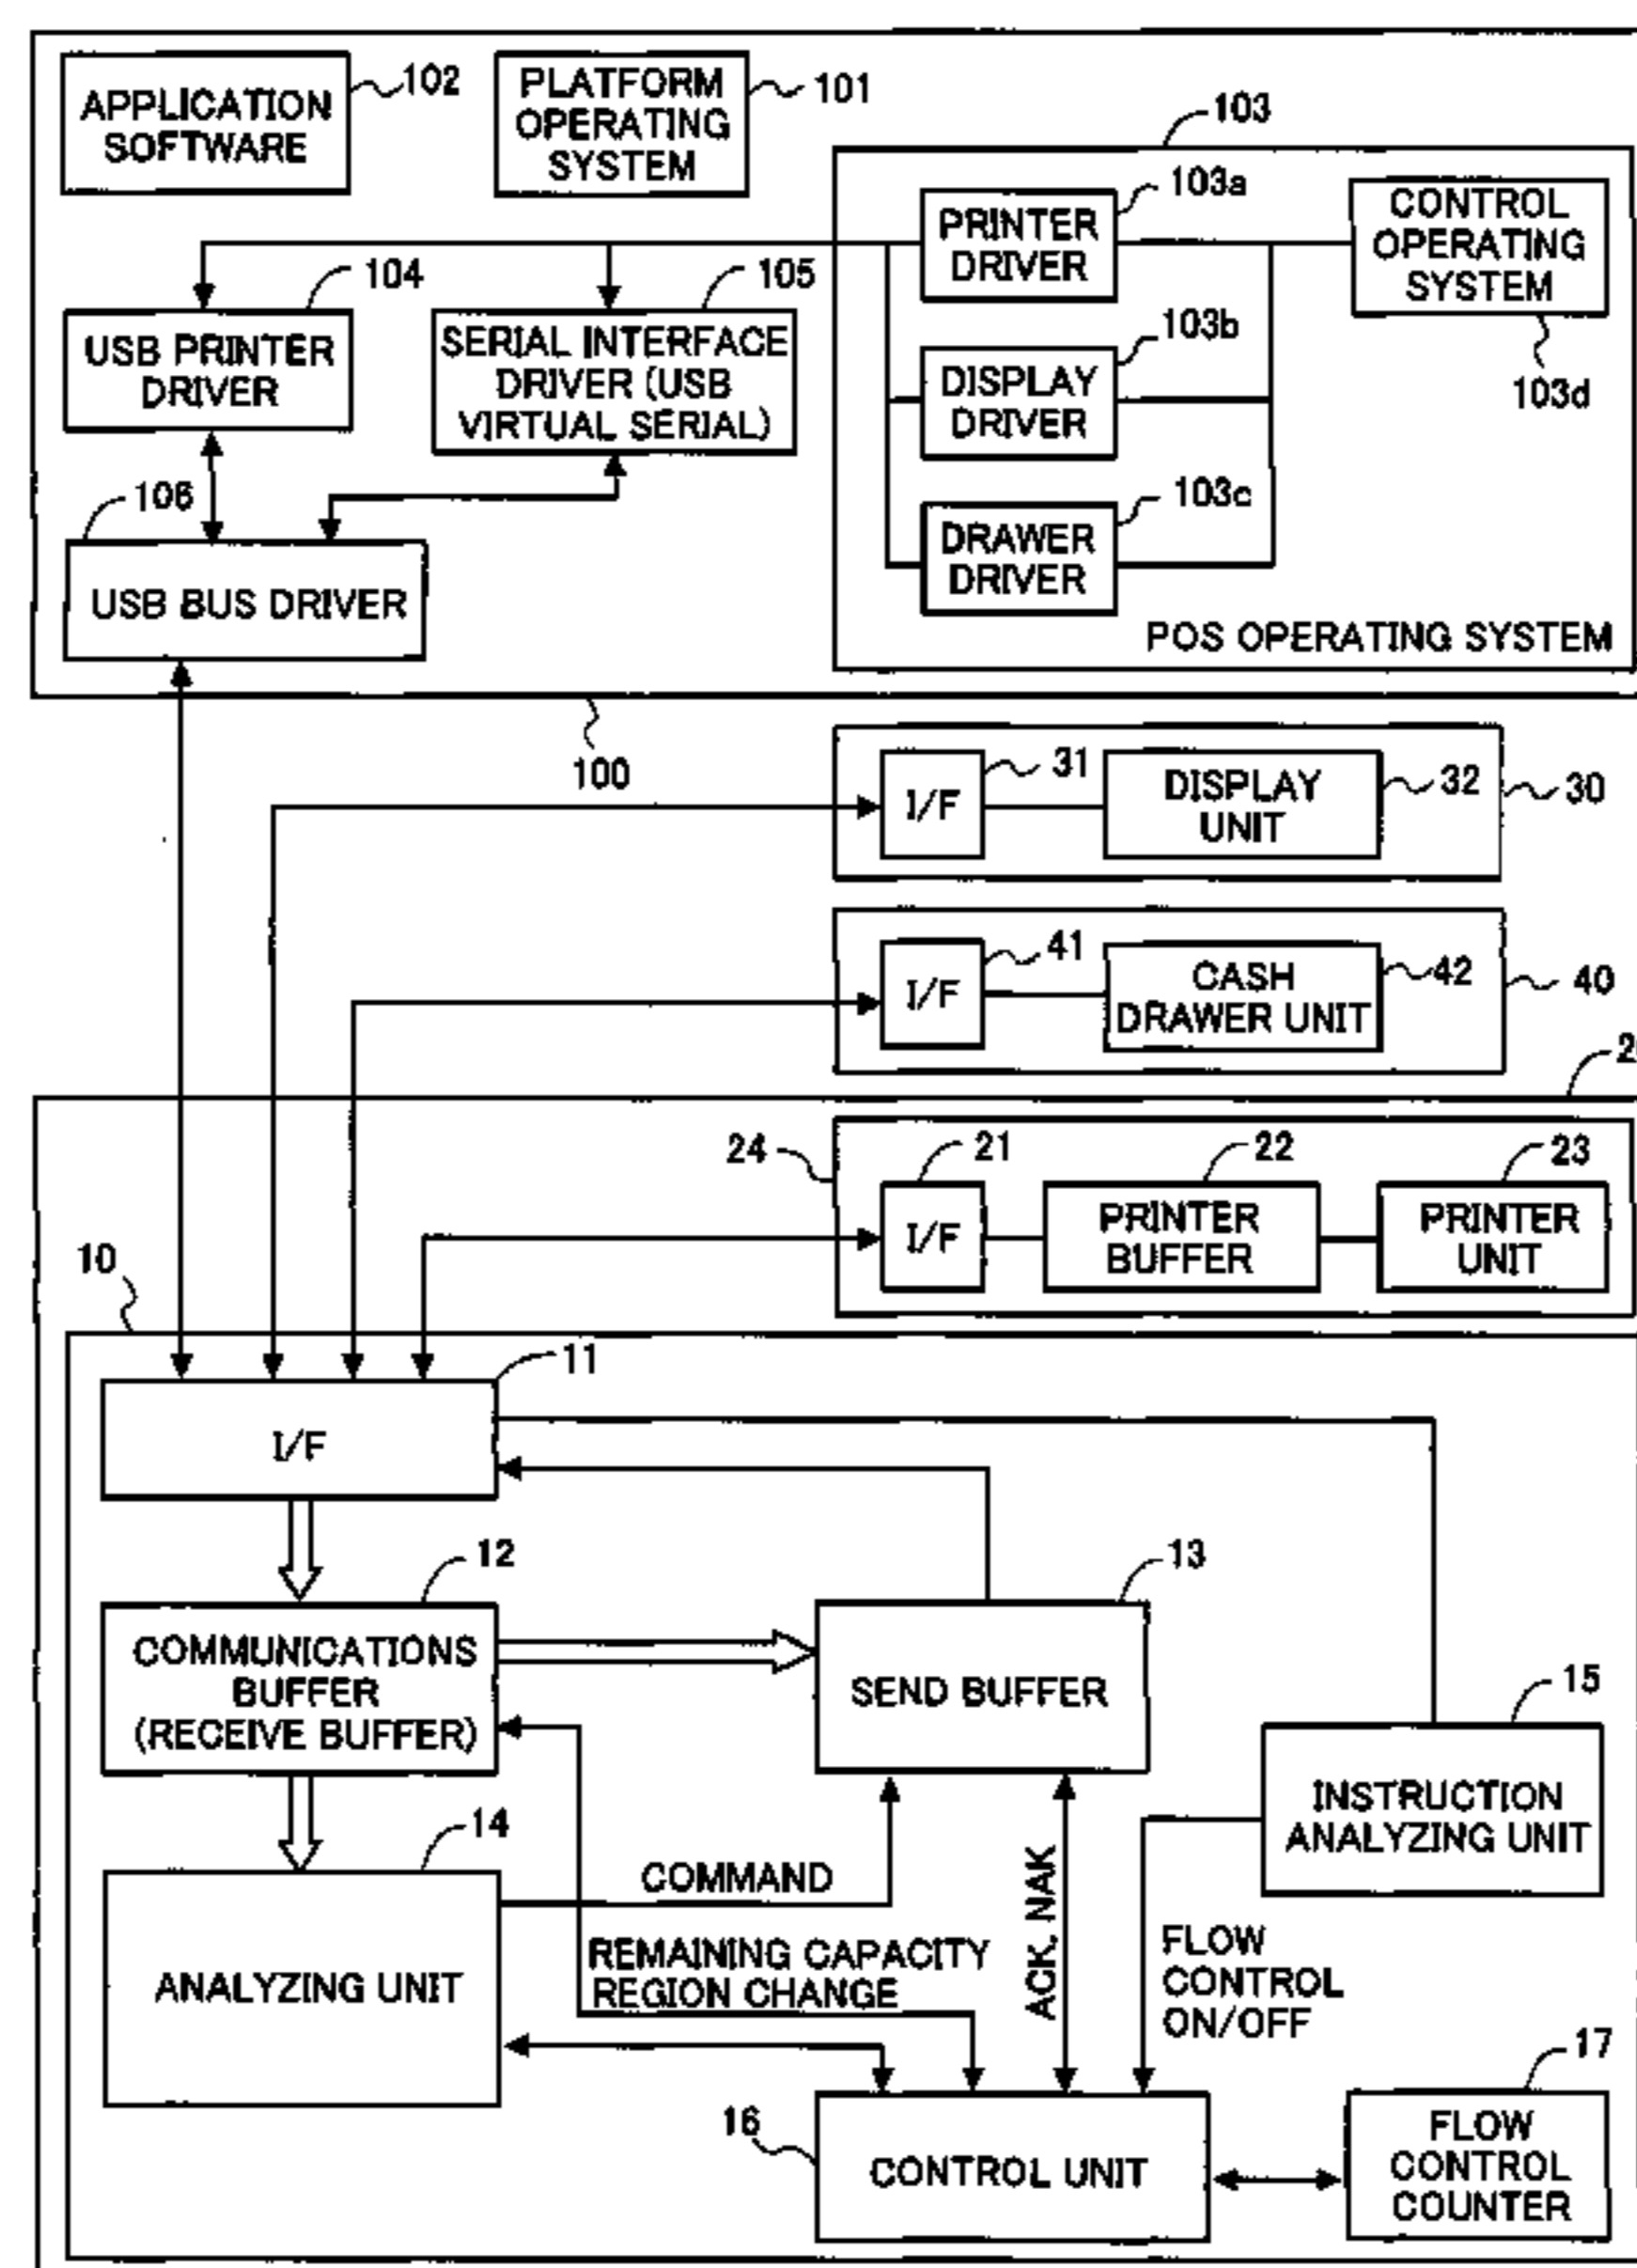 APPLICATION
SOFTWARE
102
PLATFORM
OPERATING
SYSTEM
101
103
103a
PRINTER
DRIVER
CONTROL
OPERATING
SYSTEM
103d
104
USB PRINTER
DRIVER
105
SERIAL INTERFACE
DRIVER (USB
VIRTUAL SERIAL)
103b
DISPLAY
DRIVER
103c
DRAWER
DRIVER
106
USB BUS DRIVER
POS OPERATING SYSTEM
100
I/F
31
DISPLAY
UNIT
32
30
I/F
41
CASH
DRAWER UNIT
42
40
24
21
I/F
22
PRINTER
BUFFER
23
PRINTER
UNIT
10
11
I/F
12
COMMUNICATIONS
BUFFER
(RECEIVE BUFFER)
13
SEND BUFFER
15
INSTRUCTION
ANALYZING UNIT
14
ANALYZING UNIT
COMMAND
REMAINING CAPACITY
REGION CHANGE
ACK, NAK
FLOW
CONTROL
ON/OFF
16
CONTROL UNIT
17
FLOW
CONTROL
COUNTER